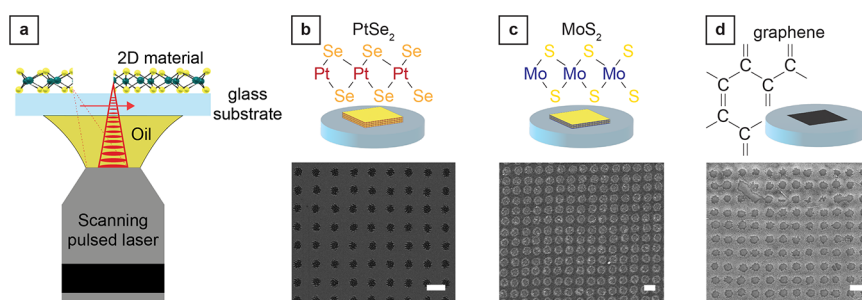 a
2D material
glass
substrate
Oil
Scanning
pulsed laser
b
PtSe2
Se Se Se
Pt Pt Pt
Se Se Se
c
MoS2
S S S
Mo Mo Mo
S S S
d
graphene
C C
C C
C
C